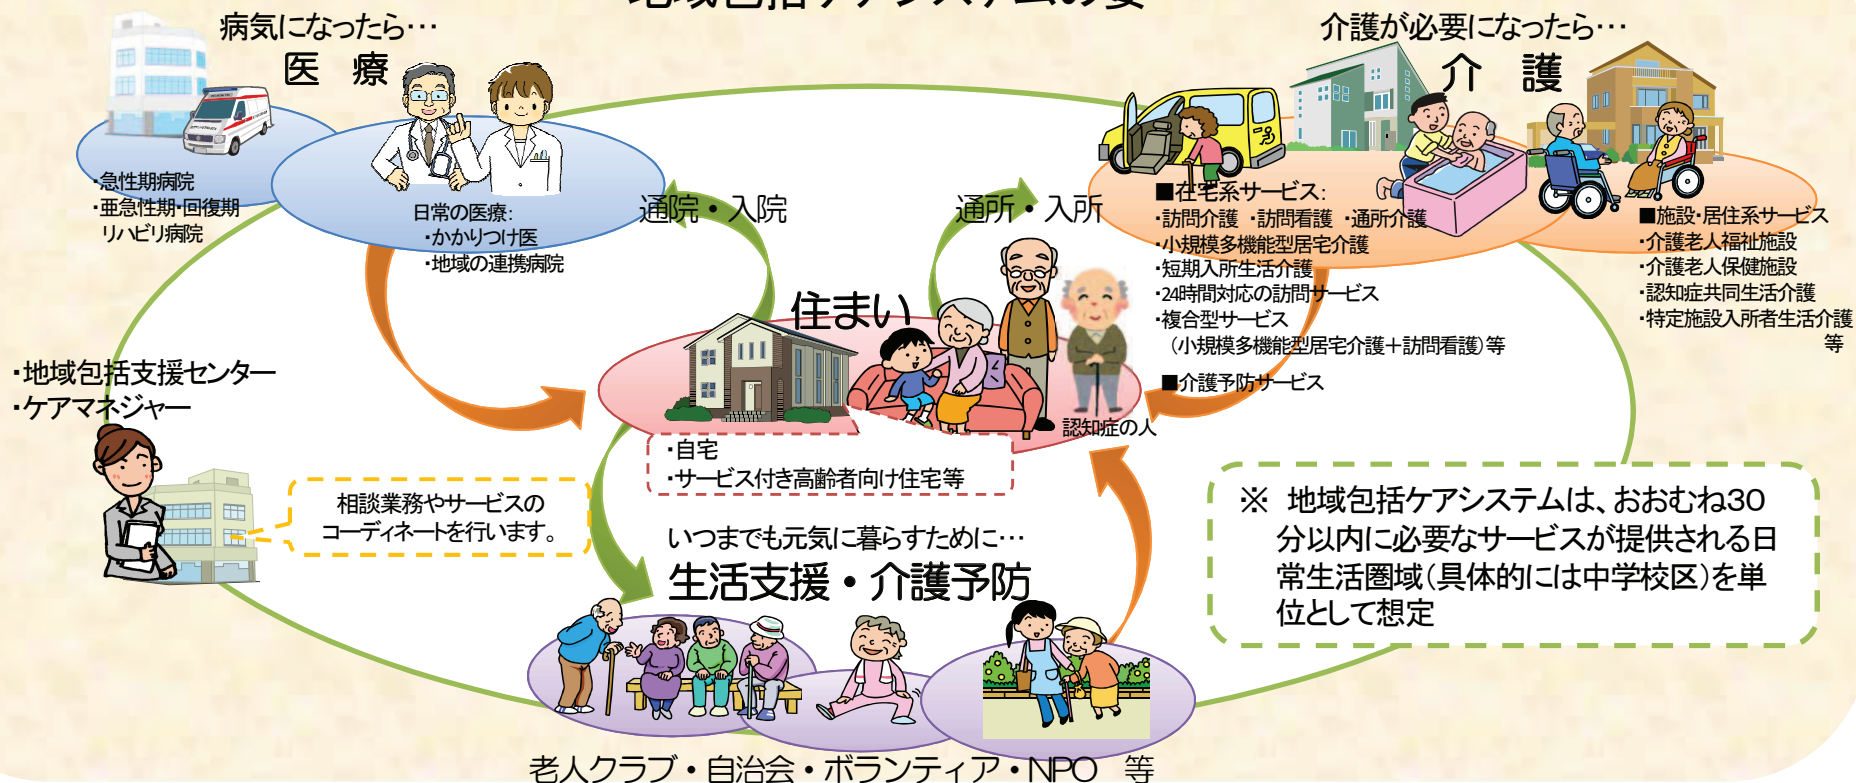 地域包括ケアシステムの姿
病気になったら…
医 療
・急性期病院
・亜急性期・回復期
リハビリ病院
日常の医療:
・かかりつけ医
・地域の連携病院
通院・入院
通所・入所
介護が必要になったら…
介 護
■在宅系サービス:
・訪問介護 ・訪問看護 ・通所介護
・小規模多機能型居宅介護
・短期入所生活介護
・24時間対応の訪問サービス
・複合型サービス
（小規模多機能型居宅介護＋訪問看護）等
■介護予防サービス
■施設・居住系サービス
・介護老人福祉施設
・介護老人保健施設
・認知症共同生活介護
・特定施設入所者生活介護
等
住まい
認知症の人
・自宅
・サービス付き高齢者向け住宅等
・地域包括支援センター
・ケアマネジャー
相談業務やサービスの
コーディネートを行います。
いつまでも元気に暮らすために…
生活支援・介護予防
老人クラブ・自治会・ボランティア・NPO 等
※ 地域包括ケアシステムは、おおむね30
分以内に必要なサービスが提供される日
常生活圏域（具体的には中学校区）を単
位として想定